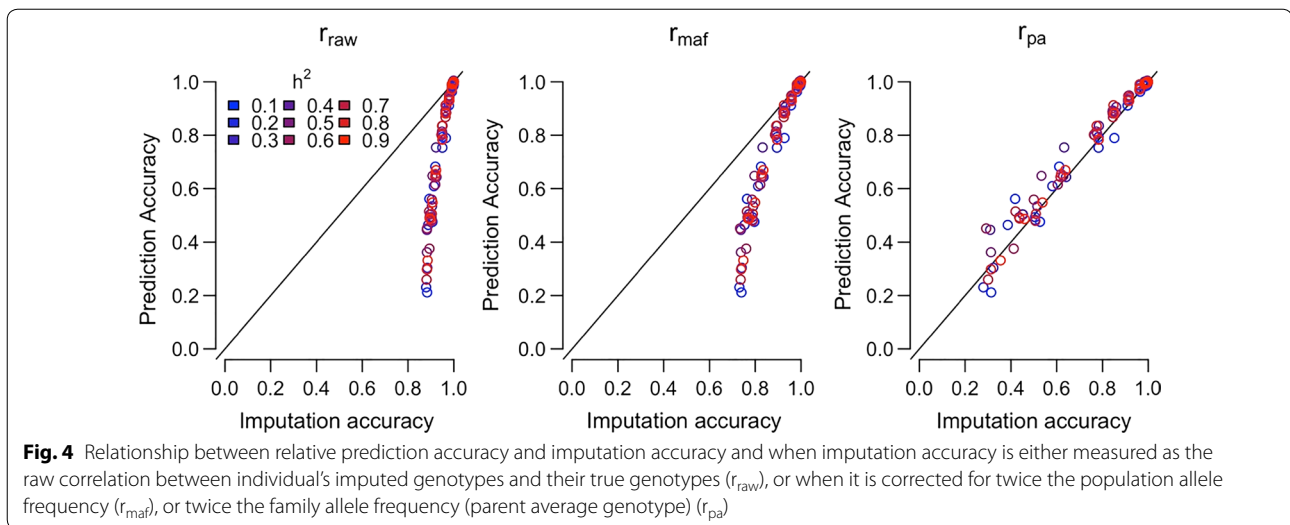 r_raw
r_maf
r_pa
h²
0.1 0.4 0.7
0.2 0.5 0.8
0.3 0.6 0.9
Prediction Accuracy
1.0
0.8
0.6
0.4
0.2
0.0
0.0 0.2 0.4 0.6 0.8 1.0
Imputation accuracy
Prediction Accuracy
1.0
0.8
0.6
0.4
0.2
0.0
0.0 0.2 0.4 0.6 0.8 1.0
Imputation accuracy
Prediction Accuracy
1.0
0.8
0.6
0.4
0.2
0.0
0.0 0.2 0.4 0.6 0.8 1.0
Imputation accuracy
Fig. 4 Relationship between relative prediction accuracy and imputation accuracy and when imputation accuracy is either measured as the
raw correlation between individual's imputed genotypes and their true genotypes (r_raw), or when it is corrected for twice the population allele
frequency (r_maf), or twice the family allele frequency (parent average genotype) (r_pa)